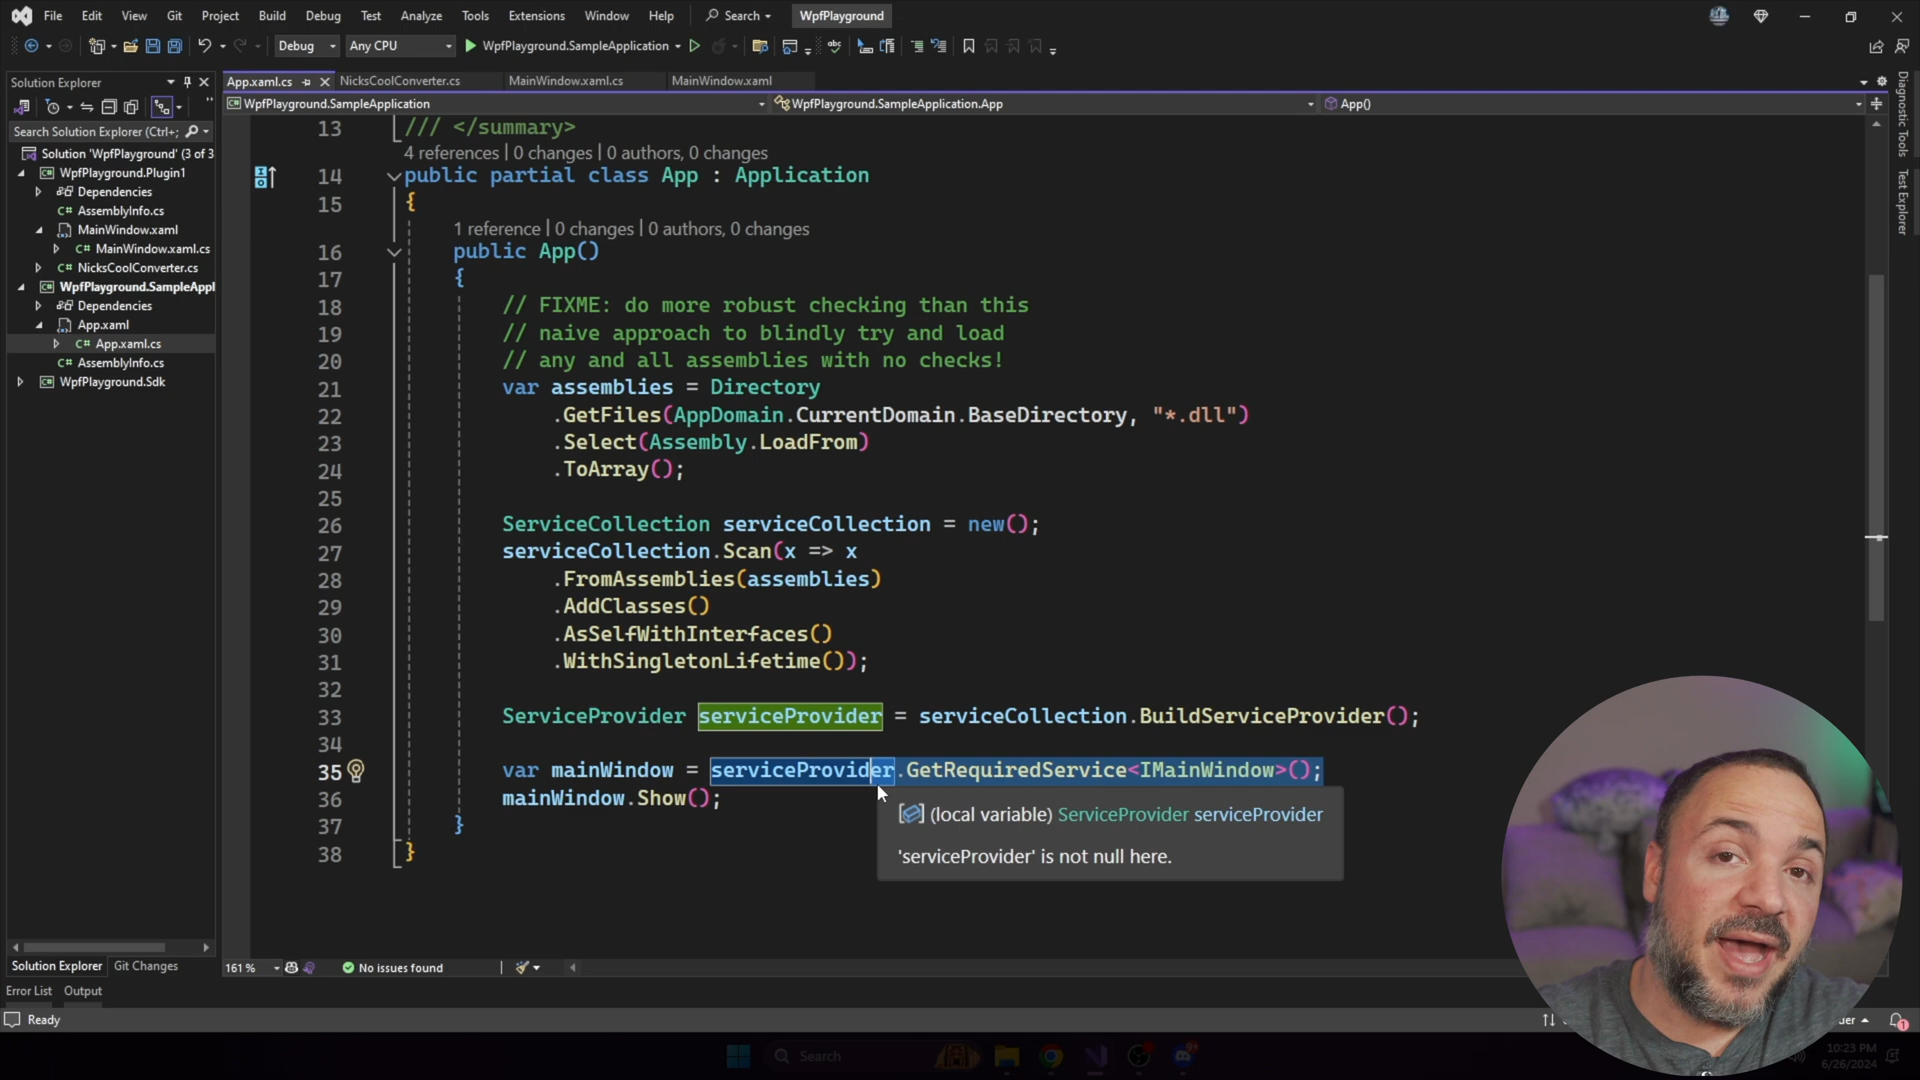 File Edit View Git Project Build Debug Test Analyze Tools Extensions Window Help Search WpfPlayground
Debug Any CPU WpfPlayground.SampleApplication
Solution Explorer
Search Solution Explorer (Ctrl+;
Solution 'WpfPlayground' (3 of 3
WpfPlayground.Plugin1
Dependencies
C# AssemblyInfo.cs
MainWindow.xaml
C# MainWindow.xaml.cs
C# NicksCoolConverter.cs
WpfPlayground.SampleAppl
Dependencies
App.xaml
C# App.xaml.cs
C# AssemblyInfo.cs
WpfPlayground.Sdk
Solution Explorer Git Changes
App.xaml.cs NicksCoolConverter.cs MainWindow.xaml.cs MainWindow.xaml
WpfPlayground.SampleApplication WpfPlayground.SampleApplication.App App()
13 /// </summary>
4 references | 0 changes | 0 authors, 0 changes
14 public partial class App : Application
15 {
1 reference | 0 changes | 0 authors, 0 changes
16 public App()
17 {
18 // FIXME: do more robust checking than this
19 // naive approach to blindly try and load
20 // any and all assemblies with no checks!
21 var assemblies = Directory
22 .GetFiles(AppDomain.CurrentDomain.BaseDirectory, "*.dll")
23 .Select(Assembly.LoadFrom)
24 .ToArray();
25
26 ServiceCollection serviceCollection = new();
27 serviceCollection.Scan(x => x
28 .FromAssemblies(assemblies)
29 .AddClasses()
30 .AsSelfWithInterfaces()
31 .WithSingletonLifetime());
32
33 ServiceProvider serviceProvider = serviceCollection.BuildServiceProvider();
34
35 var mainWindow = serviceProvider.GetRequiredService<IMainWindow>();
36 mainWindow.Show();
37 }
38 }
(local variable) ServiceProvider serviceProvider
'serviceProvider' is not null here.
161 % No issues found
Diagnostic Tools
Test Explorer
Error List Output
Ready
Search
10:23 PM
6/26/2024